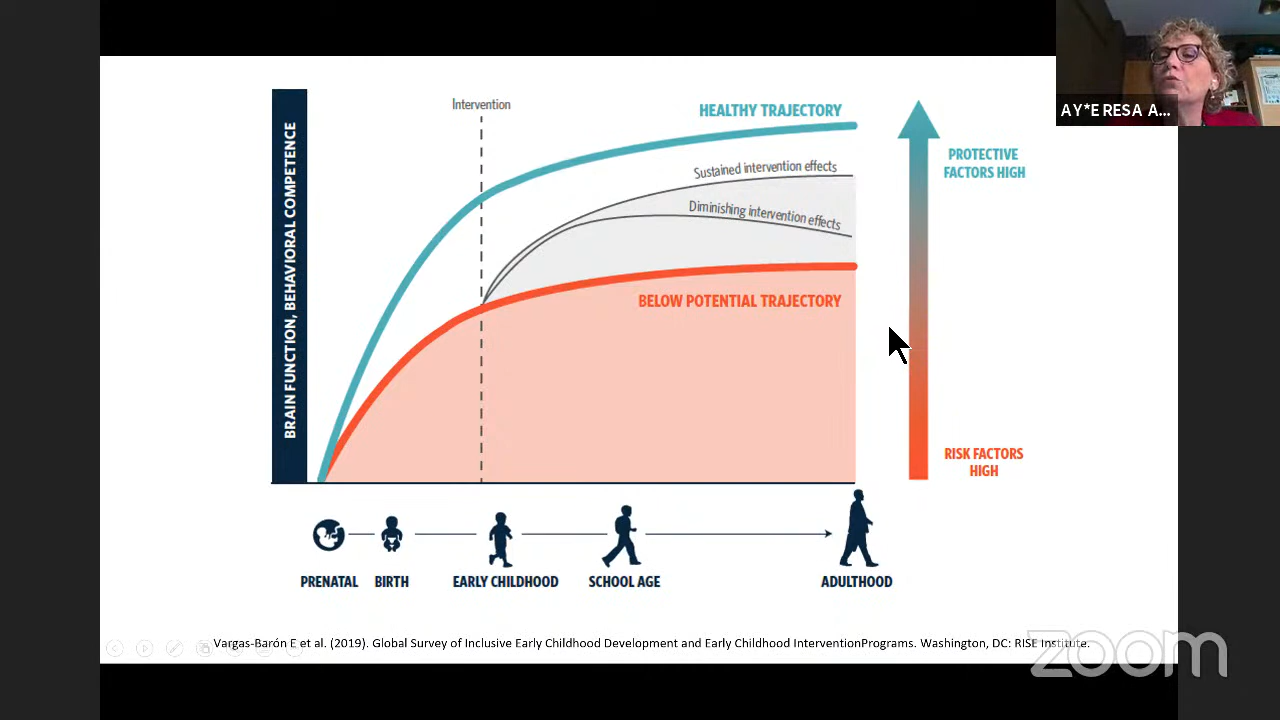 AY*E RESA A...
Intervention
HEALTHY TRAJECTORY
Sustained intervention effects
Diminishing intervention effects
BELOW POTENTIAL TRAJECTORY
BRAIN FUNCTION, BEHAVIORAL COMPETENCE
PROTECTIVE
FACTORS HIGH
RISK FACTORS
HIGH
PRENATAL
BIRTH
EARLY CHILDHOOD
SCHOOL AGE
ADULTHOOD
Vargas-Barón E et al. (2019). Global Survey of Inclusive Early Childhood Development and Early Childhood InterventionPrograms. Washington, DC: RISE Institute.
zoom